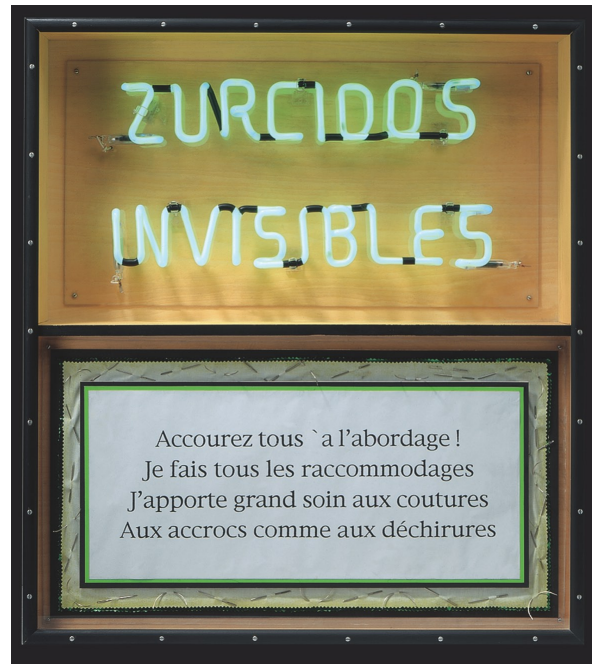 ZURCIDOS
INVISIBLES
Accourez tous `a l'abordage !
Je fais tous les raccommodages
J'apporte grand soin aux coutures
Aux accrocs comme aux déchirures